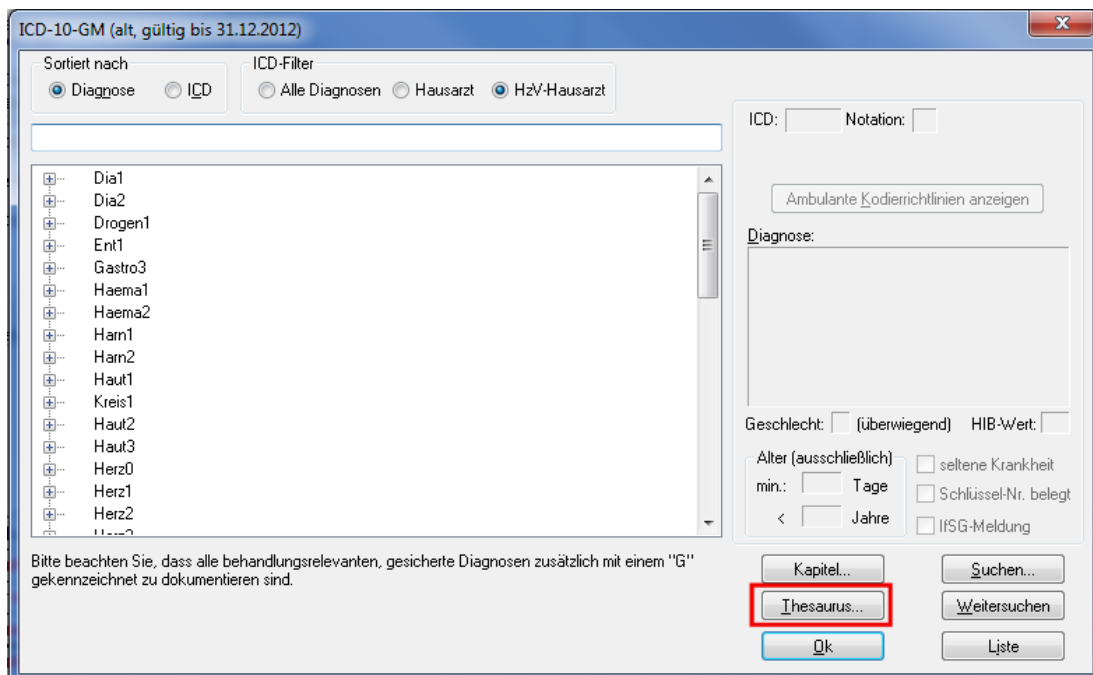 ICD-10-GM (alt, gültig bis 31.12.2012)
Sortiert nach
Diagnose ICD
ICD-Filter
Alle Diagnosen Hausarzt HzV-Hausarzt
Dia1
Dia2
Drogen1
Ent1
Gastro3
Haema1
Haema2
Harn1
Harn2
Haut1
Kreis1
Haut2
Haut3
Herz0
Herz1
Herz2
Bitte beachten Sie, dass alle behandlungsrelevanten, gesicherte Diagnosen zusätzlich mit einem "G"
gekennzeichnet zu dokumentieren sind.
ICD: Notation:
Ambulante Kodierrichtlinien anzeigen
Diagnose:
Geschlecht: (überwiegend) HIB-Wert:
Alter (ausschließlich)
min.: Tage
< Jahre
seltene Krankheit
Schlüssel-Nr. belegt
IfSG-Meldung
Kapitel... Suchen...
Thesaurus... Weitersuchen
Ok Liste